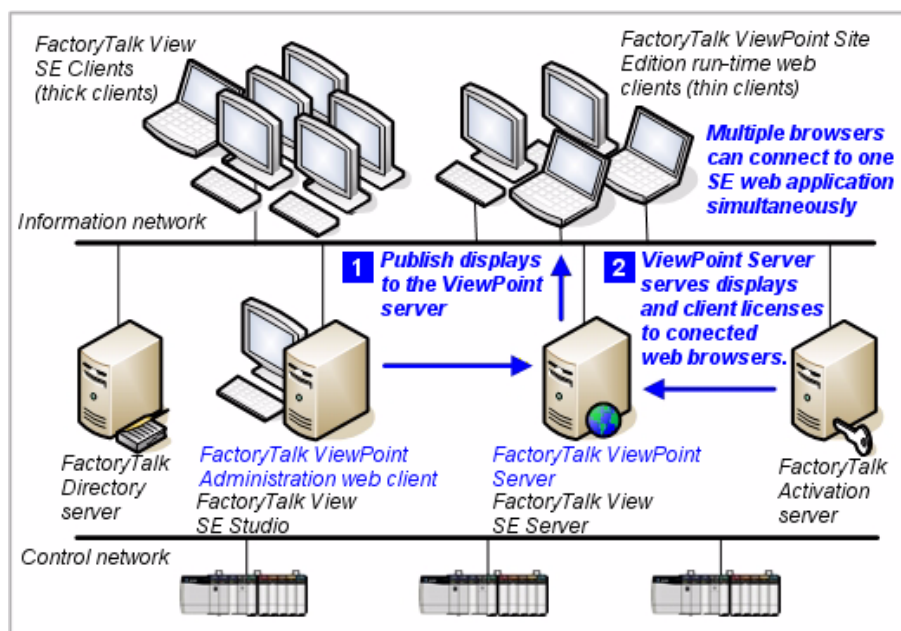 FactoryTalk View
SE Clients
(thick clients)
FactoryTalk ViewPoint Site
Edition run-time web
clients (thin clients)
Multiple browsers
can connect to one
SE web application
simultaneously
Information network
1 Publish displays
to the ViewPoint
server
2 ViewPoint Server
serves displays
and client licenses
to conected
web browsers.
FactoryTalk
Directory
server
FactoryTalk ViewPoint
Administration web client
FactoryTalk View
SE Studio
FactoryTalk ViewPoint
Server
FactoryTalk View
SE Server
FactoryTalk
Activation
server
Control network